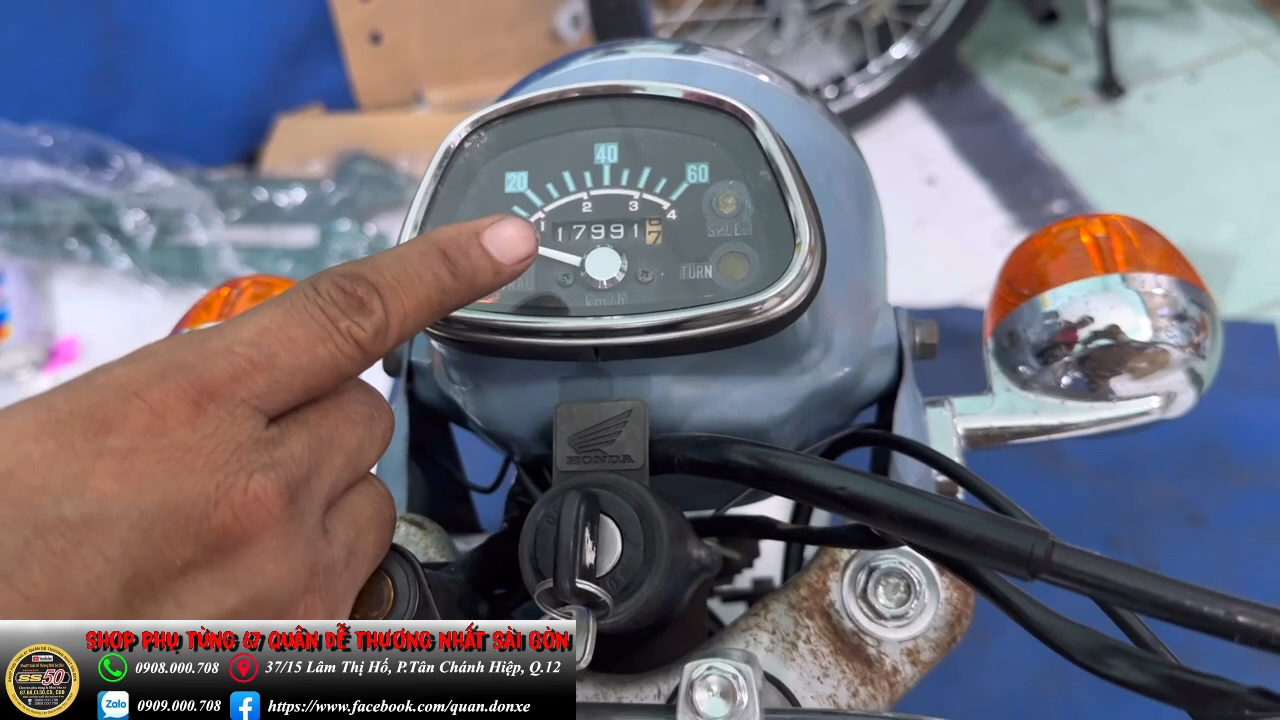 40
20
60
2
3
1
4
17991
7
SPEED
TURN
km/h
HONDA
SHOP PHỤ TÙNG 67 QUÂN DỄ THƯƠNG NHẤT SÀI GÒN
0908.000.708
37/15 Lâm Thị Hố, P.Tân Chánh Hiệp, Q.12
SS50
Zalo
0909.000.708
https://www.facebook.com/quan.donxe